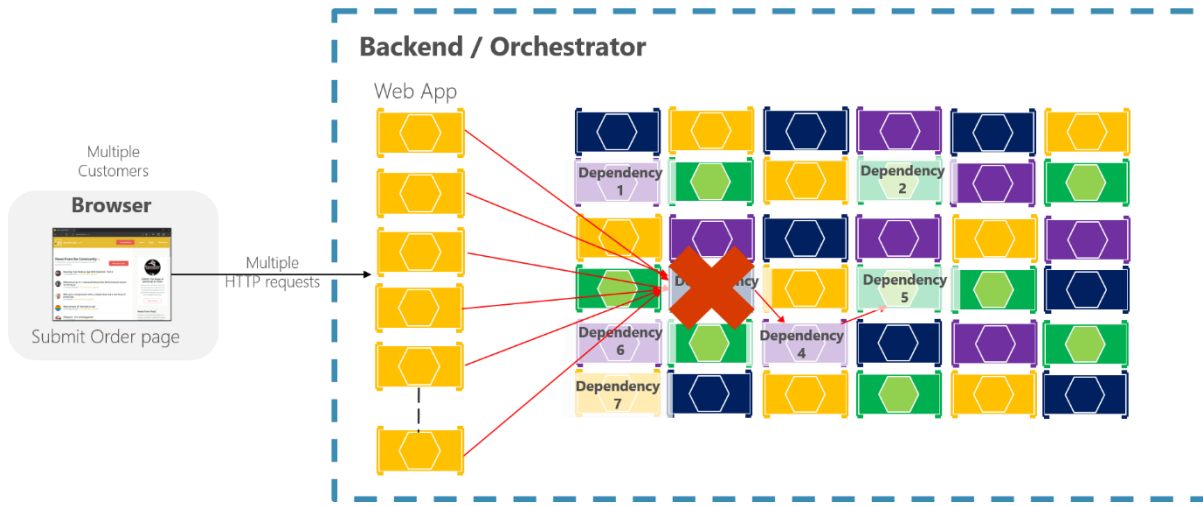 Backend / Orchestrator
Web App
Multiple
Customers
Browser
Submit Order page
Multiple
HTTP requests
Dependency
1
Dependency
2
Dependency
5
Dependency
6
Dependency
4
Dependency
7